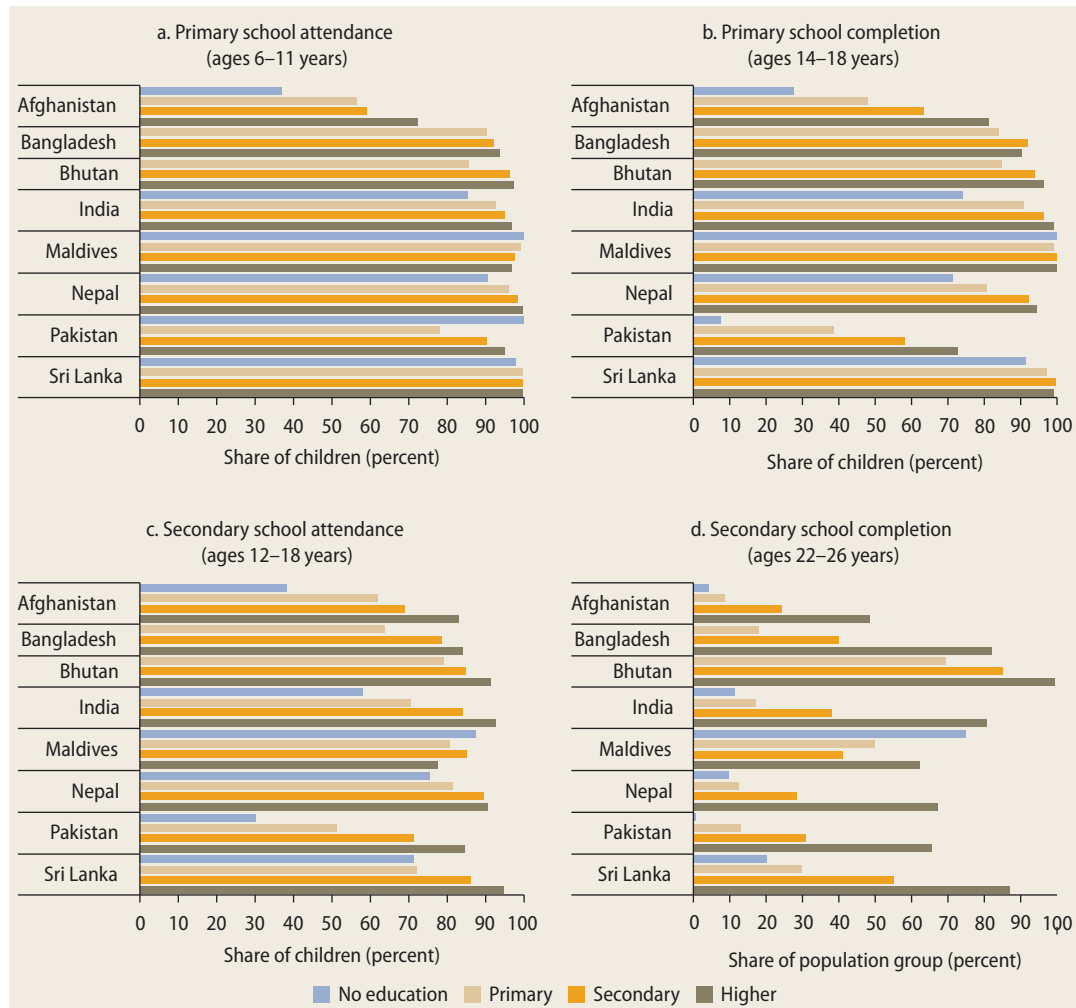 a. Primary school attendance
(ages 6–11 years)
Afghanistan
Bangladesh
Bhutan
India
Maldives
Nepal
Pakistan
Sri Lanka
0 10 20 30 40 50 60 70 80 90 100
Share of children (percent)
b. Primary school completion
(ages 14–18 years)
Afghanistan
Bangladesh
Bhutan
India
Maldives
Nepal
Pakistan
Sri Lanka
0 10 20 30 40 50 60 70 80 90 100
Share of children (percent)
c. Secondary school attendance
(ages 12–18 years)
Afghanistan
Bangladesh
Bhutan
India
Maldives
Nepal
Pakistan
Sri Lanka
0 10 20 30 40 50 60 70 80 90 100
Share of children (percent)
d. Secondary school completion
(ages 22–26 years)
Afghanistan
Bangladesh
Bhutan
India
Maldives
Nepal
Pakistan
Sri Lanka
0 10 20 30 40 50 60 70 80 90 100
Share of population group (percent)
No education Primary Secondary Higher